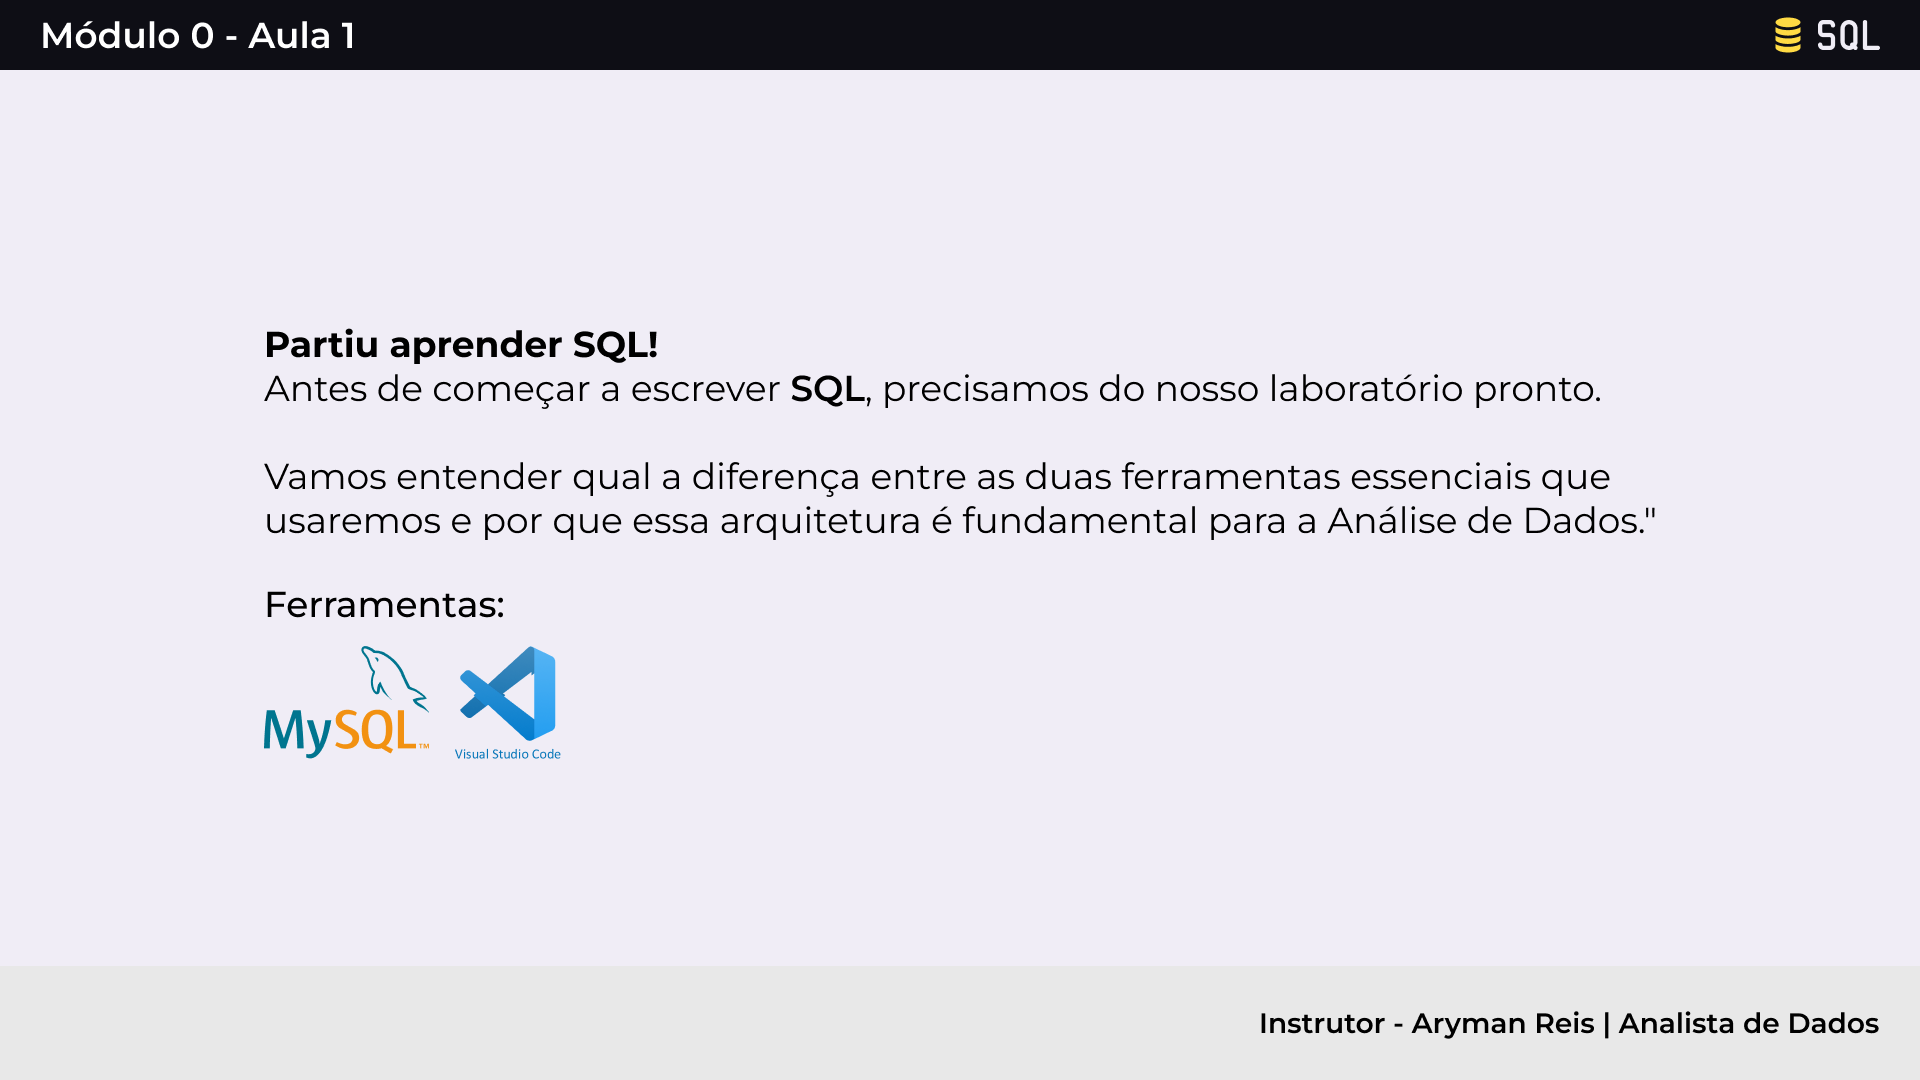 Módulo 0 - Aula 1
SQL
Partiu aprender SQL!
Antes de começar a escrever SQL, precisamos do nosso laboratório pronto.
Vamos entender qual a diferença entre as duas ferramentas essenciais que
usaremos e por que essa arquitetura é fundamental para a Análise de Dados."
Ferramentas:
MySQL™
Visual Studio Code
Instrutor - Aryman Reis | Analista de Dados